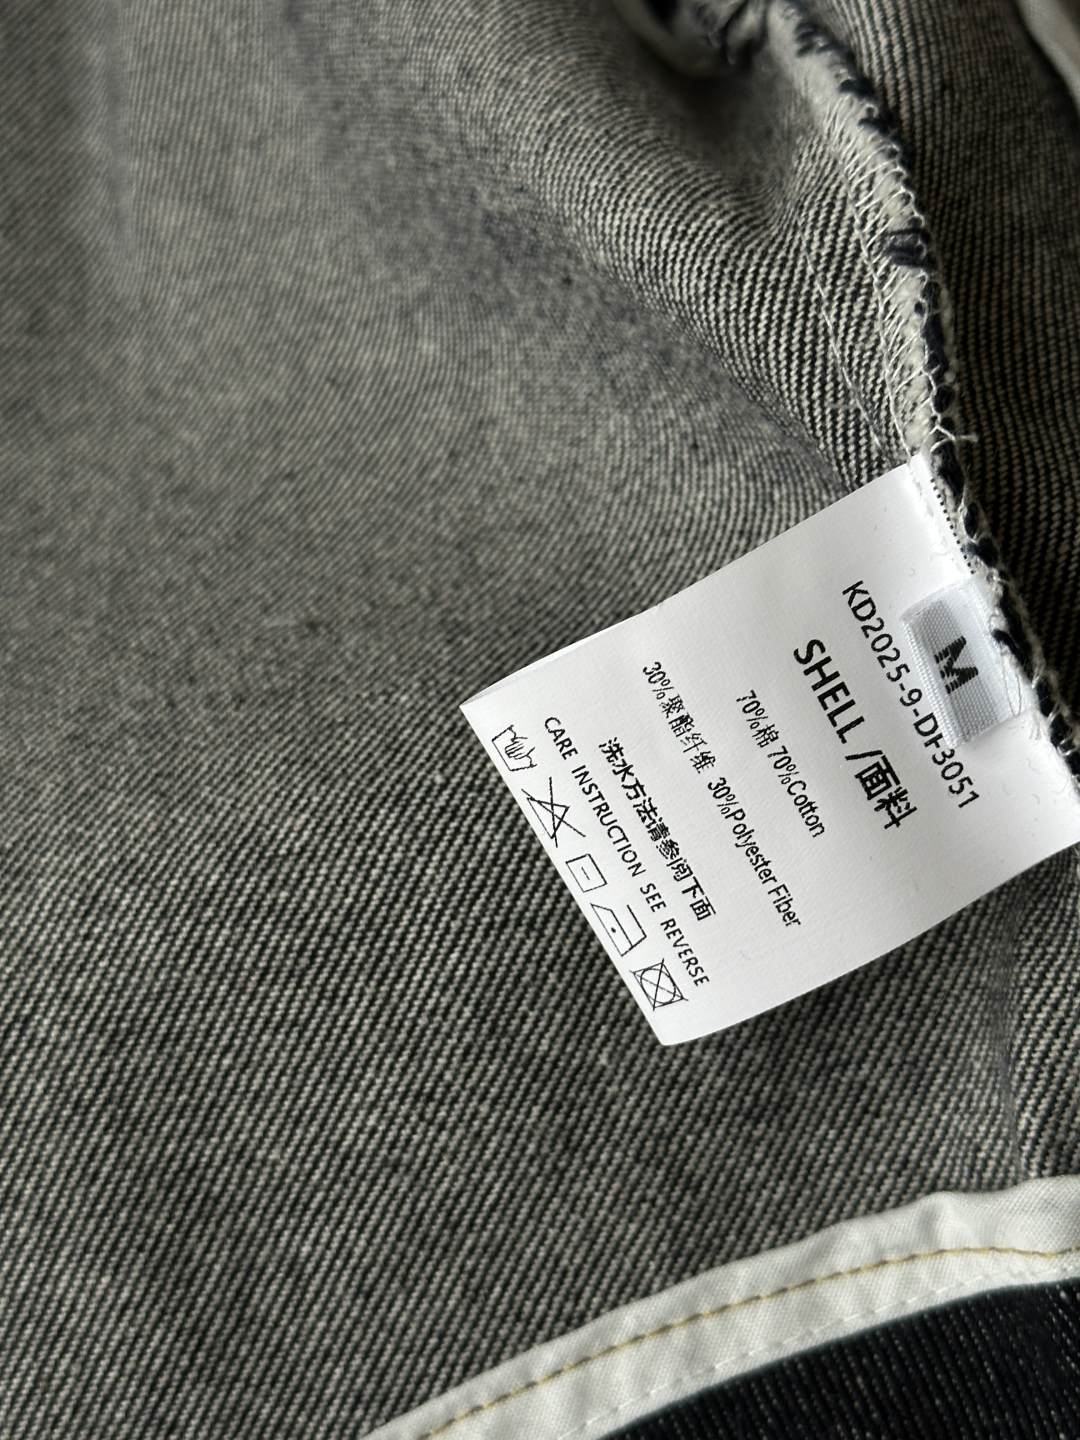 M
KD2025-9-DF3051
SHELL /面料
70%棉 70%Cotton
30%聚酯纤维 30%Polyester Fiber
洗水方法请参阅下面
CARE INSTRUCTION SEE REVERSE